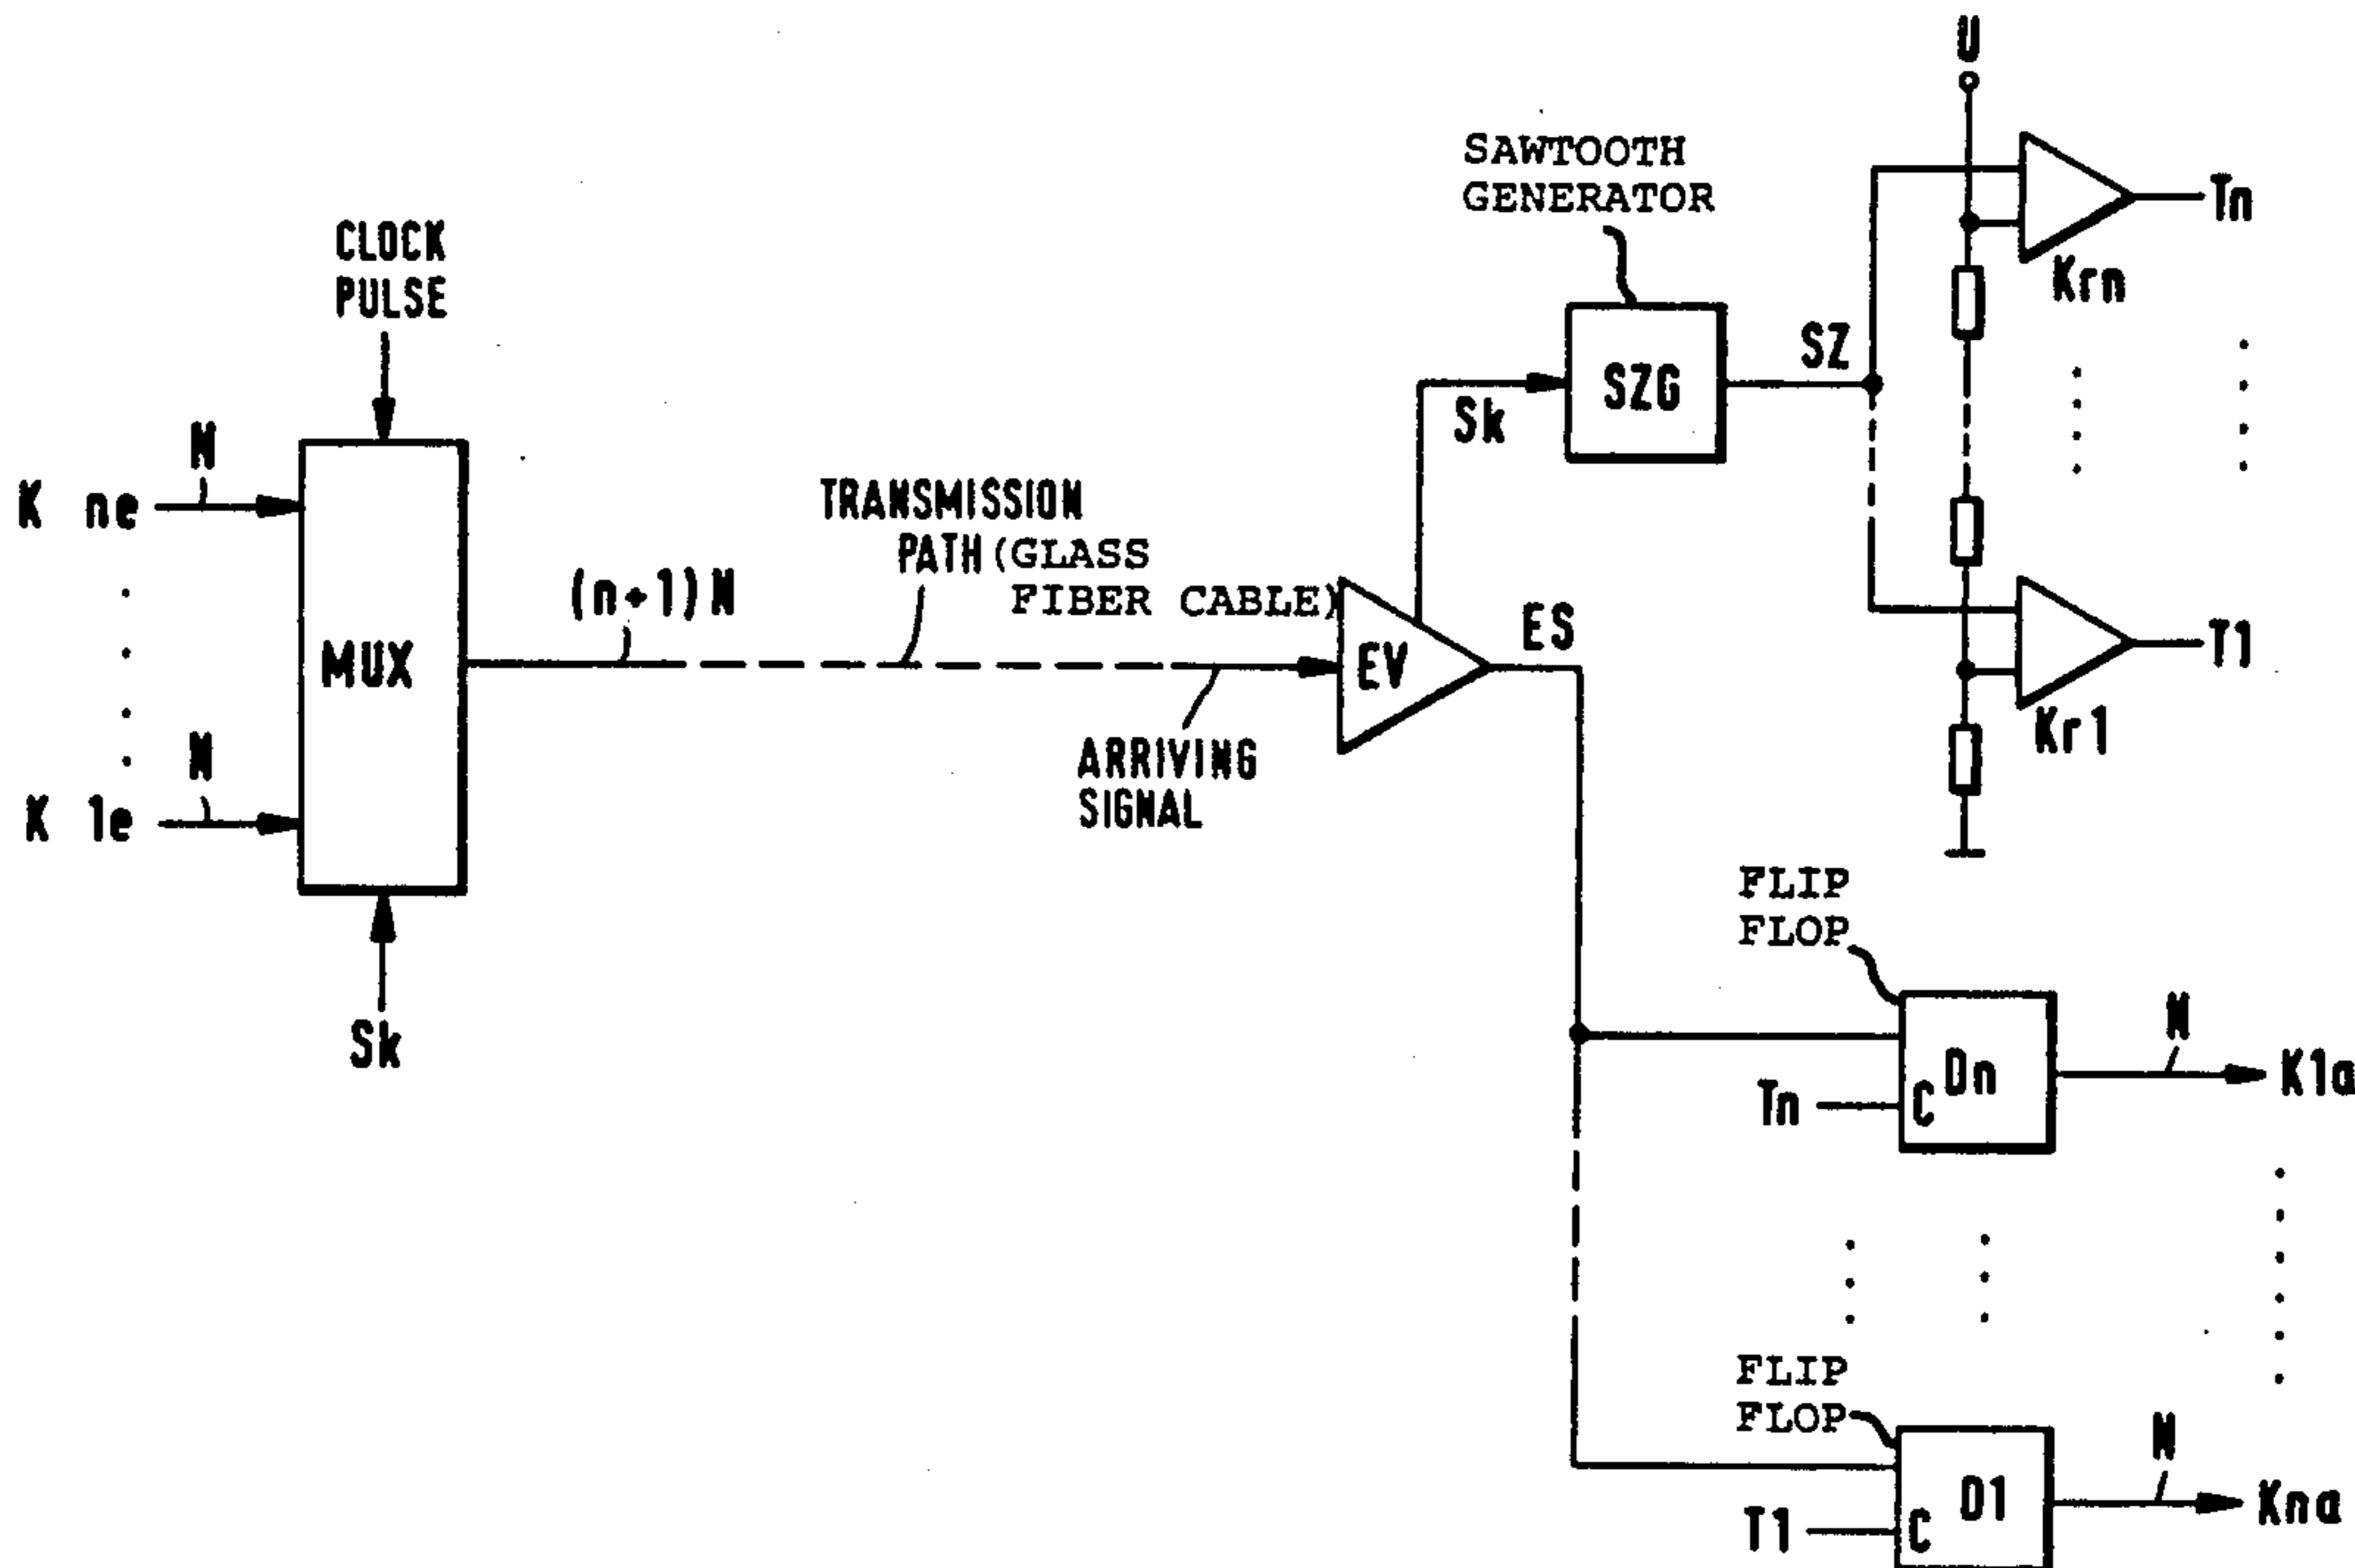 U
SAWTOOTH
GENERATOR
Tn
Krn
CLOCK
PULSE
SZ
SZG
Sk
N
K ne
TRANSMISSION
PATH (GLASS
FIBER CABLE)
(n+1)N
MUX
EV
ES
T1
Kr1
N
K 1e
ARRIVING
SIGNAL
FLIP
FLOP
Sk
Dn
N
K1a
Tn
C
FLIP
FLOP
D1
N
Kna
T1
C